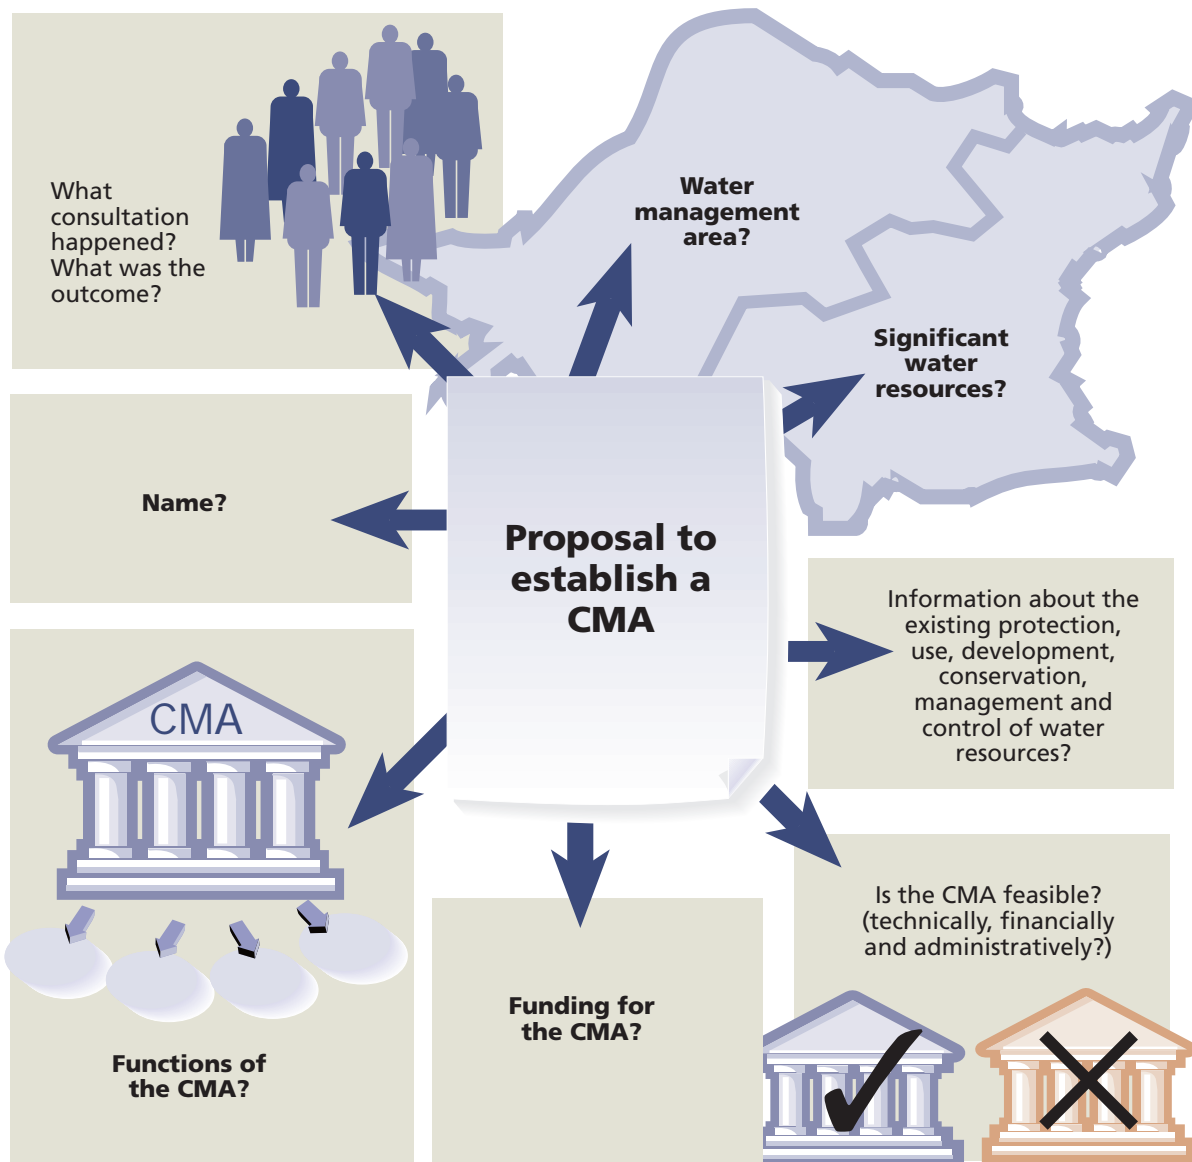 What
consultation
happened?
What was the
outcome?
Water
management
area?
Significant
water
resources?
Name?
Proposal to
establish a
CMA
Information about the
existing protection,
use, development,
conservation,
management and
control of water
resources?
CMA
Functions of
the CMA?
Funding for
the CMA?
Is the CMA feasible?
(technically, financially
and administratively?)